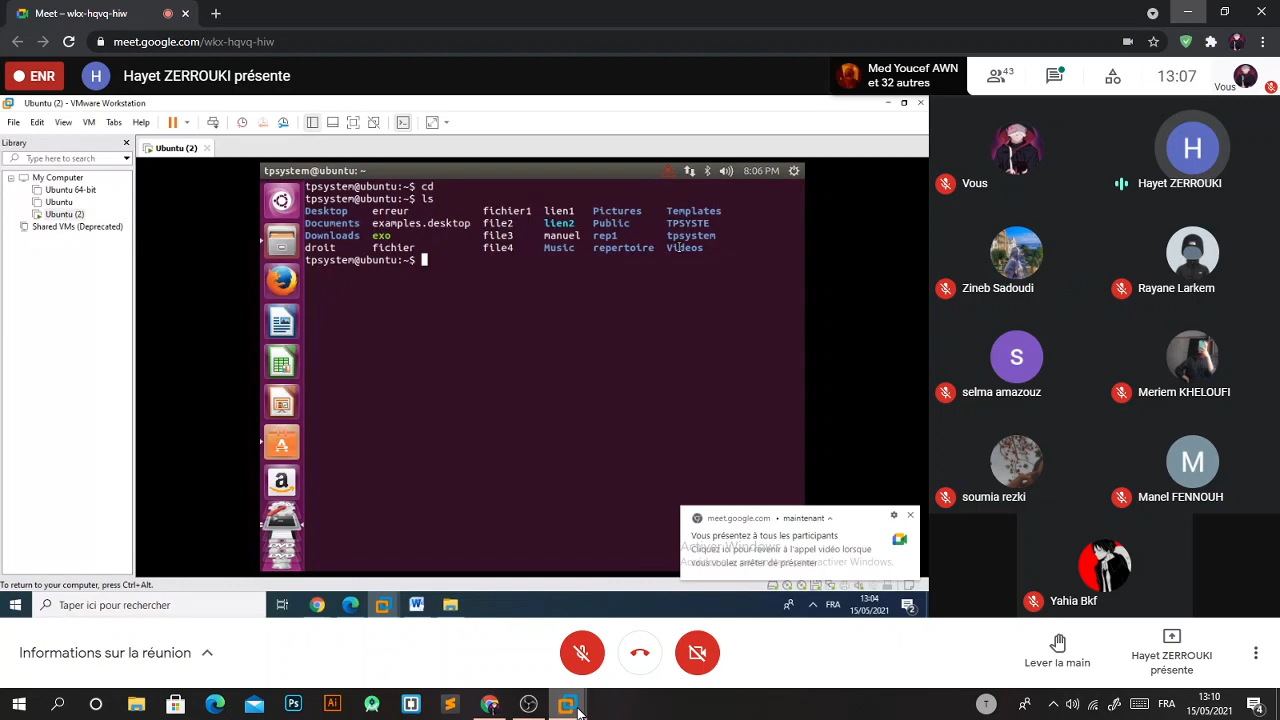 Meet – wkx-hqvq-hiw
meet.google.com/wkx-hqvq-hiw
ENR
H
Hayet ZERROUKI présente
Med Youcef AWN
et 32 autres
43
13:07
Vous
Ubuntu (2) - VMware Workstation
File Edit View VM Tabs Help
Library
Type here to search
My Computer
Ubuntu 64-bit
Ubuntu
Ubuntu (2)
Shared VMs (Deprecated)
Ubuntu (2)
tpsystem@ubuntu: ~
8:06 PM
tpsystem@ubuntu:~$ cd
tpsystem@ubuntu:~$ ls
Desktop erreur fichier1 lien1 Pictures Templates
Documents examples.desktop file2 lien2 Public TPSYSTE
Downloads exo file3 manuel rep1 tpsystem
droit fichier file4 Music repertoire Videos
tpsystem@ubuntu:~$
meet.google.com • maintenant
Vous présentez à tous les participants
Cliquez ici pour revenir à l'appel vidéo lorsque
vous voulez arrêter de présenter
Activer Windows
To return to your computer, press Ctrl+Alt.
Taper ici pour rechercher
FRA
13:04
15/05/2021
2
Vous
H
Hayet ZERROUKI
Zineb Sadoudi
Rayane Larkem
s
selma amazouz
Meriem KHELOUFI
soumia rezki
M
Manel FENNOUH
Yahia Bkf
Informations sur la réunion
Lever la main
Hayet ZERROUKI
présente
Ps
Ai
T
FRA
13:10
15/05/2021
4